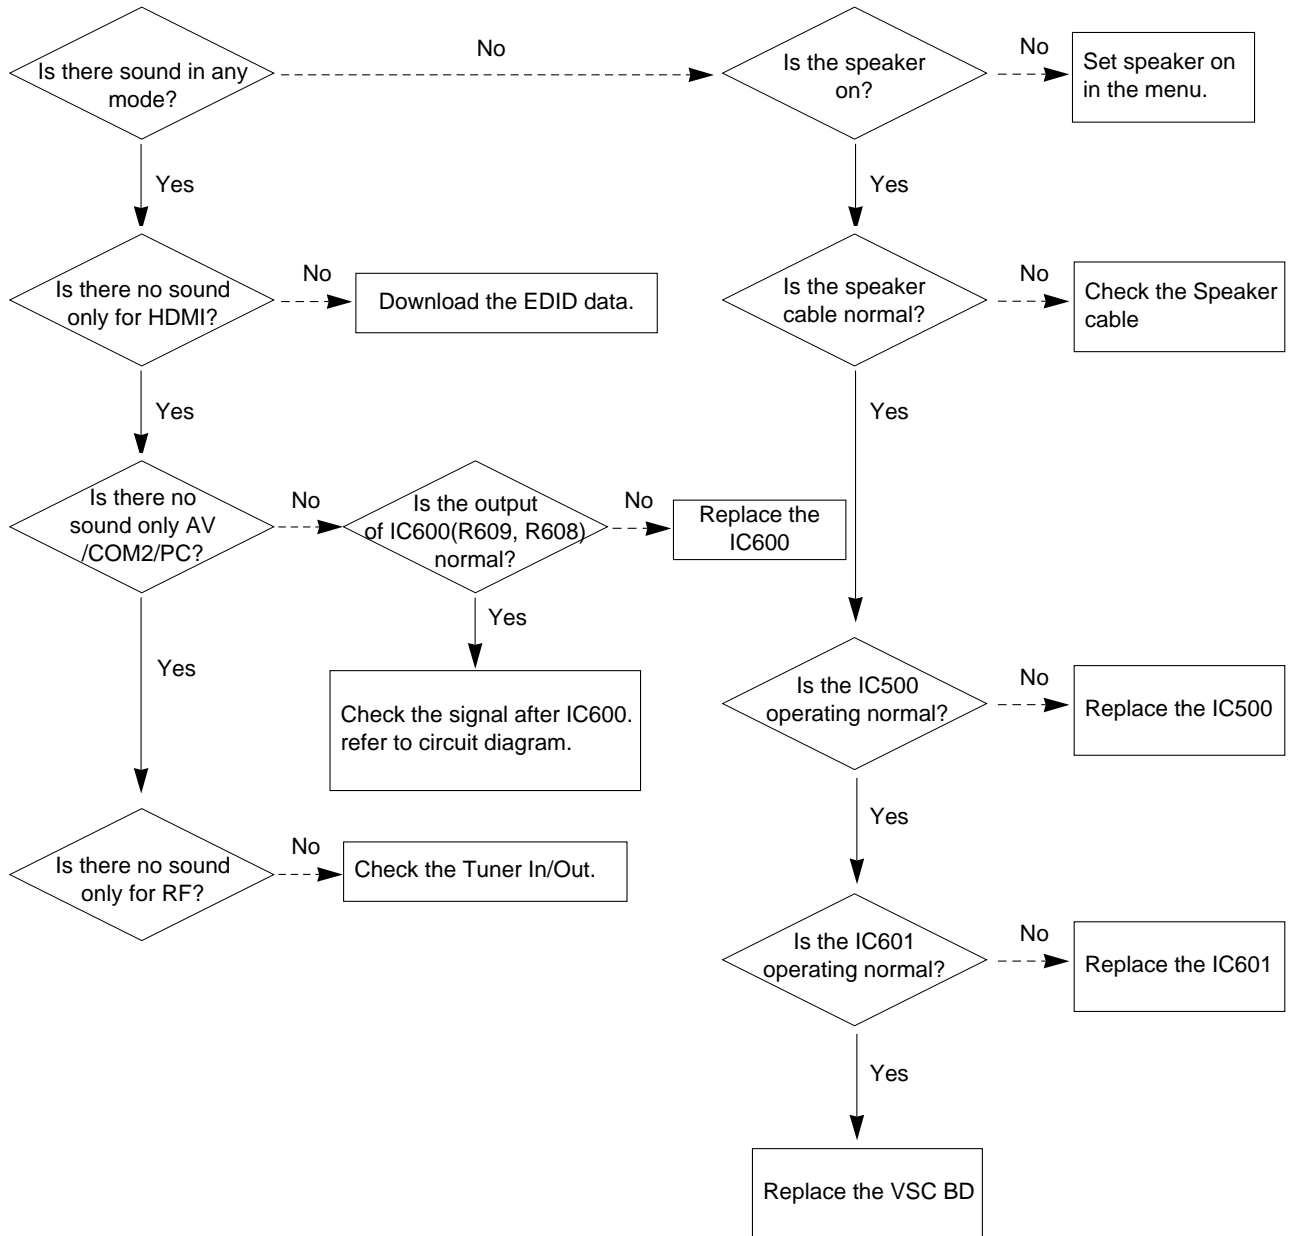 Is there sound in any
mode?
No
Is the speaker
on?
No
Set speaker on
in the menu.
Yes
Yes
Is there no sound
only for HDMI?
No
Download the EDID data.
Is the speaker
cable normal?
No
Check the Speaker
cable
Yes
Yes
Is there no
sound only AV
/COM2/PC?
No
Is the output
of IC600(R609, R608)
normal?
No
Replace the
IC600
Yes
Yes
Check the signal after IC600.
refer to circuit diagram.
Is the IC500
operating normal?
No
Replace the IC500
Yes
Is there no sound
only for RF?
No
Check the Tuner In/Out.
Is the IC601
operating normal?
No
Replace the IC601
Yes
Replace the VSC BD